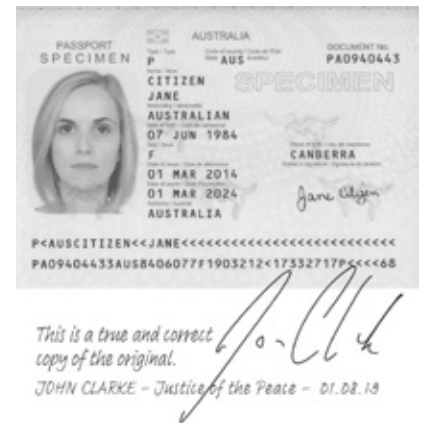 AUSTRALIA
PASSPORT
SPECIMEN
DOCUMENT No.
P AUS PA0940443
CITIZEN
JANE
SPECIMEN
AUSTRALIAN
07 JUN 1984
F CANBERRA
01 MAR 2014
01 MAR 2024
Jane Citizen
AUSTRALIA
P<AUSCITIZEN<<JANE<<<<<<<<<<<<<<<<<<<<<<<<<<
PA09404433AUS8406077F1903212<17332717P<<<<68
This is a true and correct
copy of the original.
JOHN CLARKE – Justice of the Peace – 01.08.19